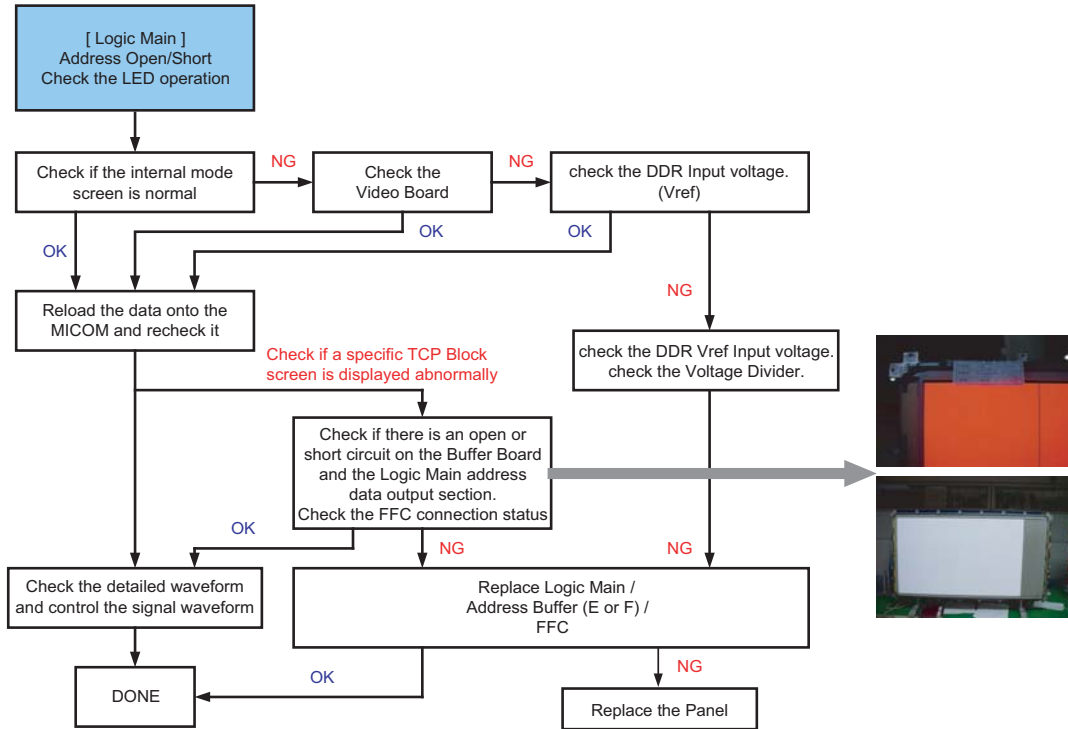 [ Logic Main ]
Address Open/Short
Check the LED operation
Check if the internal mode
screen is normal
NG
Check the
Video Board
NG
check the DDR Input voltage.
(Vref)
OK
OK
OK
NG
Reload the data onto the
MICOM and recheck it
Check if a specific TCP Block
screen is displayed abnormally
check the DDR Vref Input voltage.
check the Voltage Divider.
Check if there is an open or
short circuit on the Buffer Board
and the Logic Main address
data output section.
Check the FFC connection status
OK
NG
NG
Check the detailed waveform
and control the signal waveform
Replace Logic Main /
Address Buffer (E or F) /
FFC
OK
NG
DONE
Replace the Panel